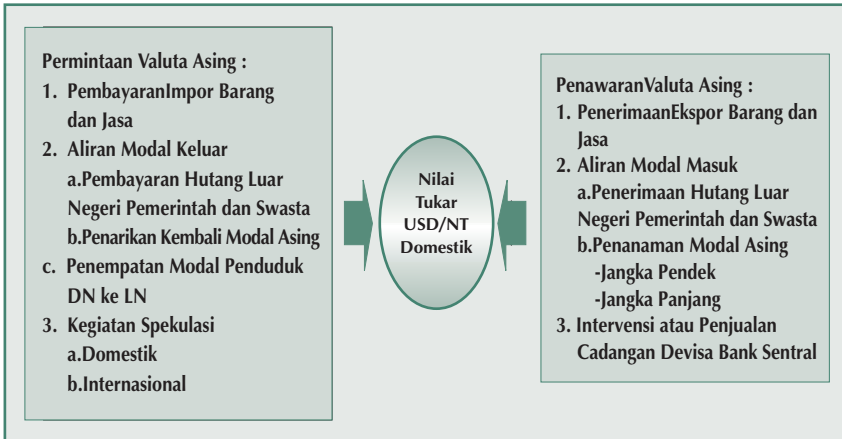 Permintaan Valuta Asing :
1. PembayaranImpor Barang
dan Jasa
2. Aliran Modal Keluar
a.Pembayaran Hutang Luar
Negeri Pemerintah dan Swasta
b.Penarikan Kembali Modal Asing
c. Penempatan Modal Penduduk
DN ke LN
3. Kegiatan Spekulasi
a.Domestik
b.Internasional
Nilai
Tukar
USD/NT
Domestik
PenawaranValuta Asing :
1. PenerimaanEkspor Barang dan
Jasa
2. Aliran Modal Masuk
a.Penerimaan Hutang Luar
Negeri Pemerintah dan Swasta
b.Penanaman Modal Asing
-Jangka Pendek
-Jangka Panjang
3. Intervensi atau Penjualan
Cadangan Devisa Bank Sentral